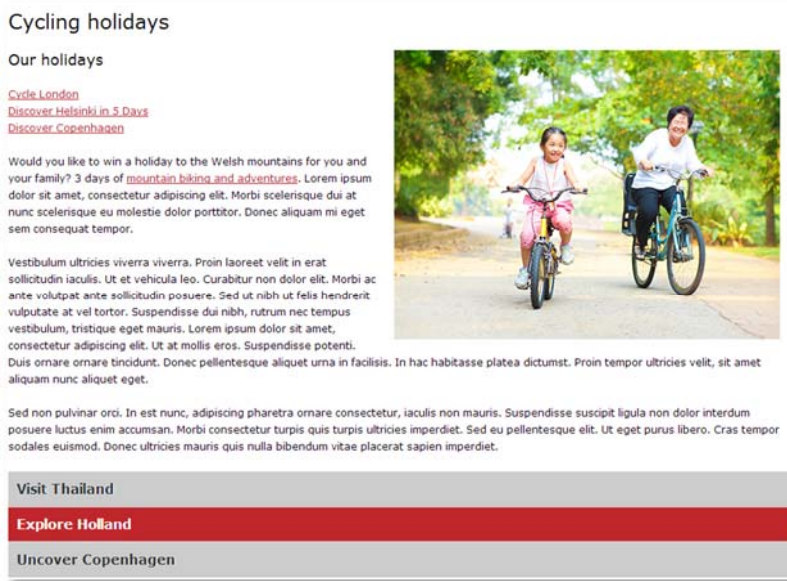 Cycling holidays
Our holidays
Cycle London
Discover Helsinki in 5 Days
Discover Copenhagen
Would you like to win a holiday to the Welsh mountains for you and
your family? 3 days of mountain biking and adventures. Lorem ipsum
dolor sit amet, consectetur adipiscing elit. Morbi scelerisque dui at
nunc scelerisque eu molestie dolor porttitor. Donec aliquam mi eget
sem consequat tempor.
Vestibulum ultricies viverra viverra. Proin laoreet velit in erat
sollicitudin iaculis. Ut et vehicula leo. Curabitur non dolor elit. Morbi ac
ante volutpat ante sollicitudin posuere. Sed ut nibh ut felis hendrerit
vulputate at vel tortor. Suspendisse dui nibh, rutrum nec tempus
vestibulum, tristique eget mauris. Lorem ipsum dolor sit amet,
consectetur adipiscing elit. Ut at mollis eros. Suspendisse potenti.
Duis ornare ornare tincidunt. Donec pellentesque aliquet urna in facilisis. In hac habitasse platea dictumst. Proin tempor ultricies velit, sit amet
aliquam nunc aliquet eget.
Sed non pulvinar orci. In est nunc, adipiscing pharetra ornare consectetur, iaculis non mauris. Suspendisse suscipit ligula non dolor interdum
posuere luctus enim accumsan. Morbi consectetur turpis quis turpis ultricies imperdiet. Sed eu pellentesque elit. Ut eget purus libero. Cras tempor
sodales euismod. Donec ultricies mauris quis nulla bibendum vitae placerat sapien imperdiet.
Visit Thailand
Explore Holland
Uncover Copenhagen